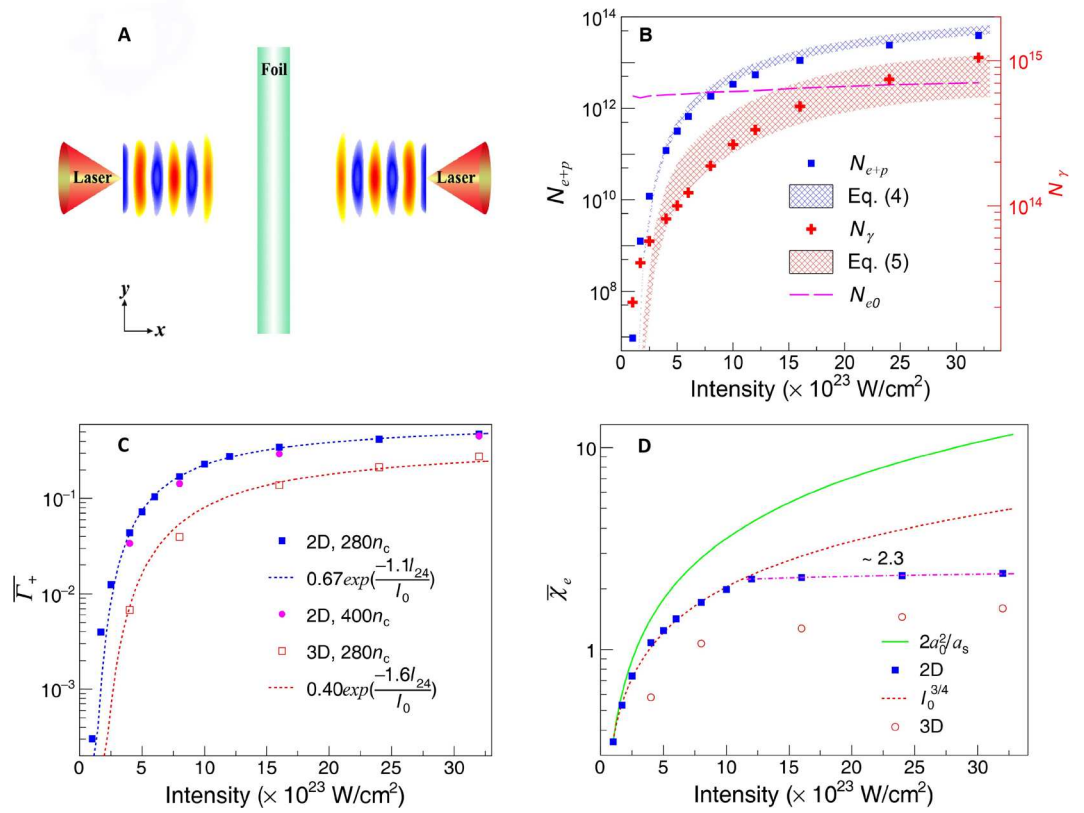 A
Foil
Laser
Laser
y
x
B
10^14
10^12
10^10
10^8
N_e+p
10^15
10^14
N_γ
N_e+p
Eq. (4)
N_γ
Eq. (5)
N_e0
0 5 10 15 20 25 30
Intensity (× 10^23 W/cm^2)
C
10^-1
10^-2
10^-3
Γ̅^+
2D, 280n_c
0.67exp(-1.1I_24/I_0)
2D, 400n_c
3D, 280n_c
0.40exp(-1.6I_24/I_0)
0 5 10 15 20 25 30
Intensity (× 10^23 W/cm^2)
D
10
1
χ̅_e
~ 2.3
2a_0^2/a_s
2D
I_0^3/4
3D
0 5 10 15 20 25 30
Intensity (× 10^23 W/cm^2)